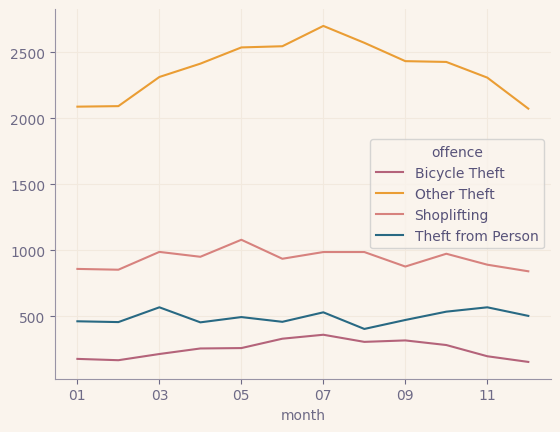 2500
2000
1500
1000
500
offence
Bicycle Theft
Other Theft
Shoplifting
Theft from Person
01 03 05 07 09 11
month